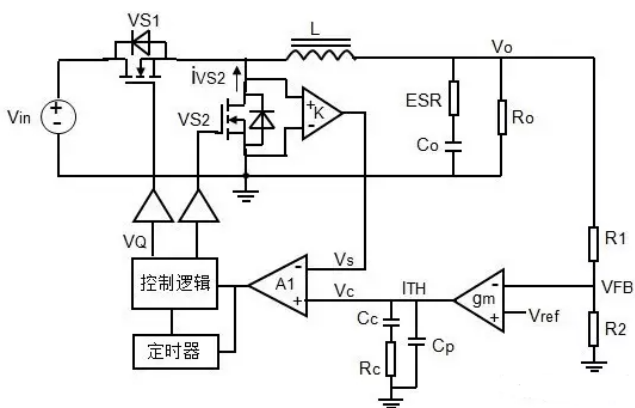 VS1
L
Vo
iVS2
Vin
+
-
VS2
+
K
-
ESR
Co
Ro
VQ
控制逻辑
定时器
A1
-
+
Vs
Vc
ITH
Cc
Rc
Cp
gm
-
+
Vref
R1
VFB
R2